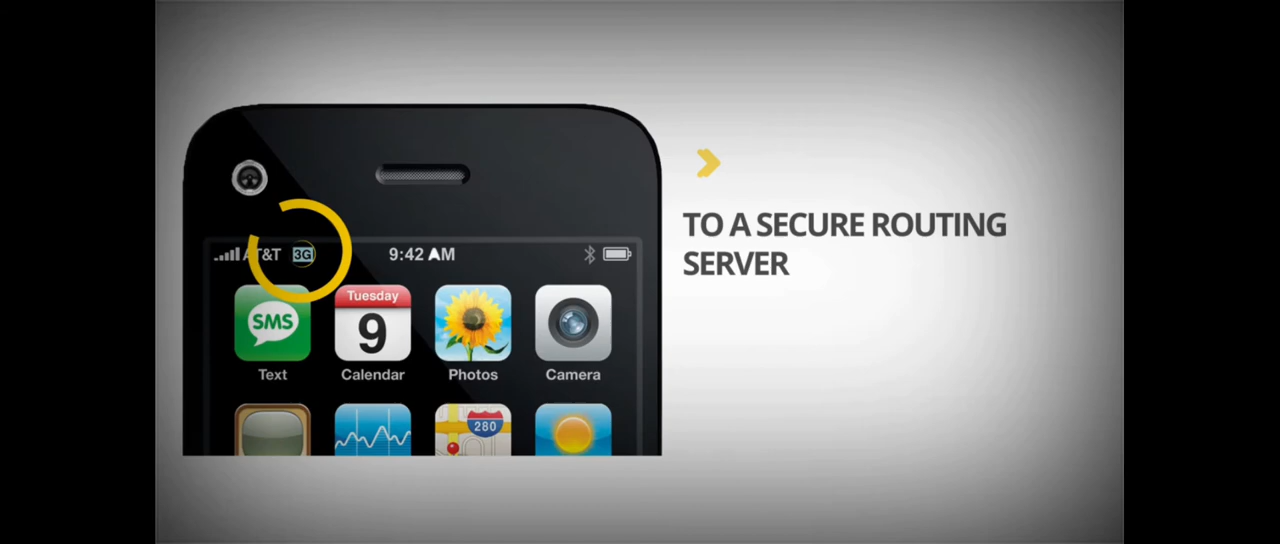 TO A SECURE ROUTING
SERVER
AT&T 3G 9:42 AM
SMS
Tuesday
9
280
Text Calendar Photos Camera